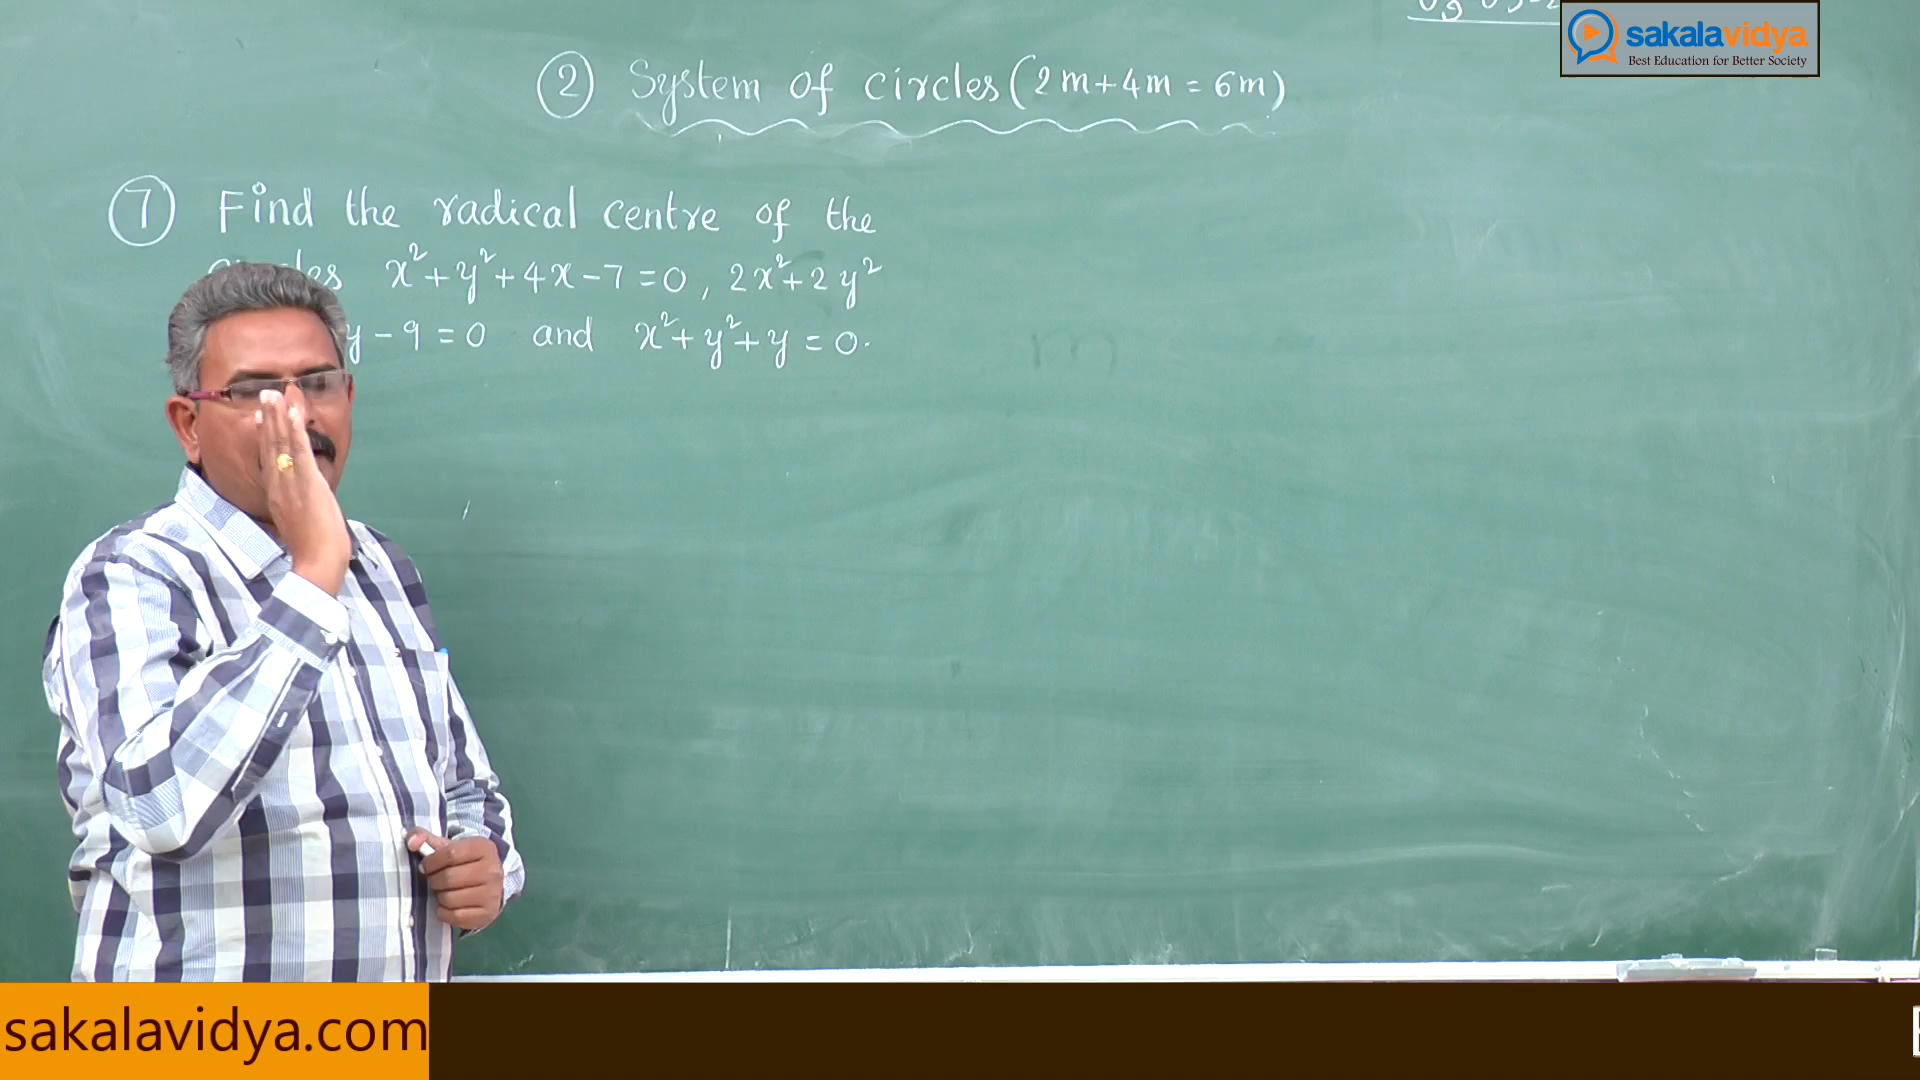 sakalavidya
Best Education for Better Society
② System of circles (2m+4m = 6m)
⑦ Find the radical centre of the
circles x²+y²+4x-7=0, 2x²+2y²
y-9=0 and x²+y²+y=0.
m
sakalavidya.com